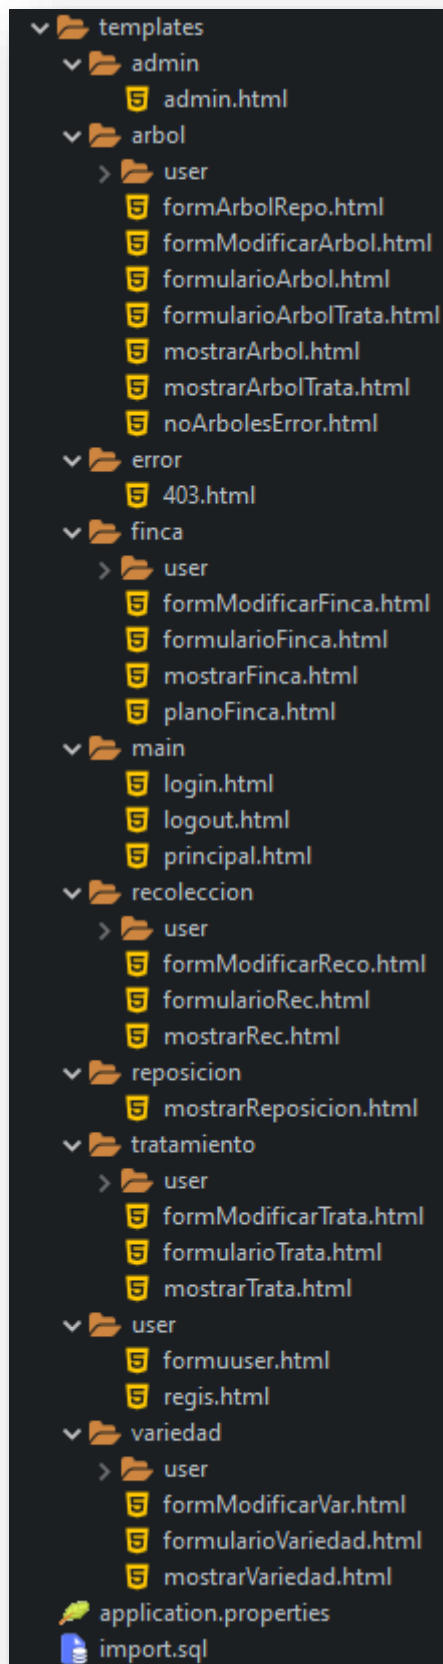 templates
admin
admin.html
arbol
user
formArbolRepo.html
formModificarArbol.html
formularioArbol.html
formularioArbolTrata.html
mostrarArbol.html
mostrarArbolTrata.html
noArbolesError.html
error
403.html
finca
user
formModificarFinca.html
formularioFinca.html
mostrarFinca.html
planoFinca.html
main
login.html
logout.html
principal.html
recoleccion
user
formModificarReco.html
formularioRec.html
mostrarRec.html
reposicion
mostrarReposicion.html
tratamiento
user
formModificarTrata.html
formularioTrata.html
mostrarTrata.html
user
formuuser.html
regis.html
variedad
user
formModificarVar.html
formularioVariedad.html
mostrarVariedad.html
application.properties
import.sql